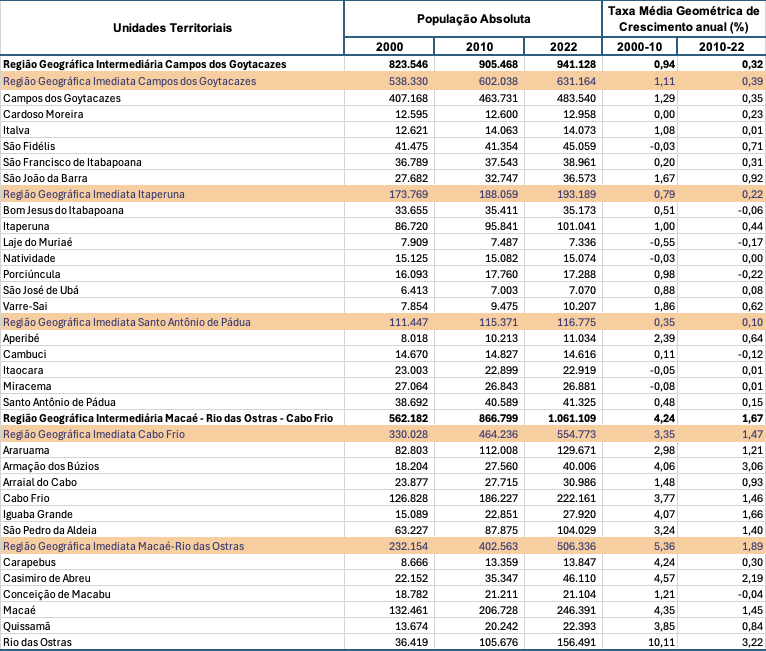 Unidades Territoriais População Absoluta Taxa Média Geométrica de Crescimento anual (%)
2000 2010 2022 2000-10 2010-22
Região Geográfica Intermediária Campos dos Goytacazes 823.546 905.468 941.128 0,94 0,32
Região Geográfica Imediata Campos dos Goytacazes 538.330 602.038 631.164 1,11 0,39
Campos dos Goytacazes 407.168 463.731 483.540 1,29 0,35
Cardoso Moreira 12.595 12.600 12.958 0,00 0,23
Italva 12.621 14.063 14.073 1,08 0,01
São Fidélis 41.475 41.354 45.059 -0,03 0,71
São Francisco de Itabapoana 36.789 37.543 38.961 0,20 0,31
São João da Barra 27.682 32.747 36.573 1,67 0,92
Região Geográfica Imediata Itaperuna 173.769 188.059 193.189 0,79 0,22
Bom Jesus do Itabapoana 33.655 35.411 35.173 0,51 -0,06
Itaperuna 86.720 95.841 101.041 1,00 0,44
Laje do Muriaé 7.909 7.487 7.336 -0,55 -0,17
Natividade 15.125 15.082 15.074 -0,03 0,00
Porciúncula 16.093 17.760 17.288 0,98 -0,22
São José de Ubá 6.413 7.003 7.070 0,88 0,08
Varre-Sai 7.854 9.475 10.207 1,86 0,62
Região Geográfica Imediata Santo Antônio de Pádua 111.447 115.371 116.775 0,35 0,10
Aperibé 8.018 10.213 11.034 2,39 0,64
Cambuci 14.670 14.827 14.616 0,11 -0,12
Itaocara 23.003 22.899 22.919 -0,05 0,01
Miracema 27.064 26.843 26.881 -0,08 0,01
Santo Antônio de Pádua 38.692 40.589 41.325 0,48 0,15
Região Geográfica Intermediária Macaé - Rio das Ostras - Cabo Frio 562.182 866.799 1.061.109 4,24 1,67
Região Geográfica Imediata Cabo Frio 330.028 464.236 554.773 3,35 1,47
Araruama 82.803 112.008 129.671 2,98 1,21
Armação dos Búzios 18.204 27.560 40.006 4,06 3,06
Arraial do Cabo 23.877 27.715 30.986 1,48 0,93
Cabo Frio 126.828 186.227 222.161 3,77 1,46
Iguaba Grande 15.089 22.851 27.920 4,07 1,66
São Pedro da Aldeia 63.227 87.875 104.029 3,24 1,40
Região Geográfica Imediata Macaé-Rio das Ostras 232.154 402.563 506.336 5,36 1,89
Carapebus 8.666 13.359 13.847 4,24 0,30
Casimiro de Abreu 22.152 35.347 46.110 4,57 2,19
Conceição de Macabu 18.782 21.211 21.104 1,21 -0,04
Macaé 132.461 206.728 246.391 4,35 1,45
Quissamã 13.674 20.242 22.393 3,85 0,84
Rio das Ostras 36.419 105.676 156.491 10,11 3,22